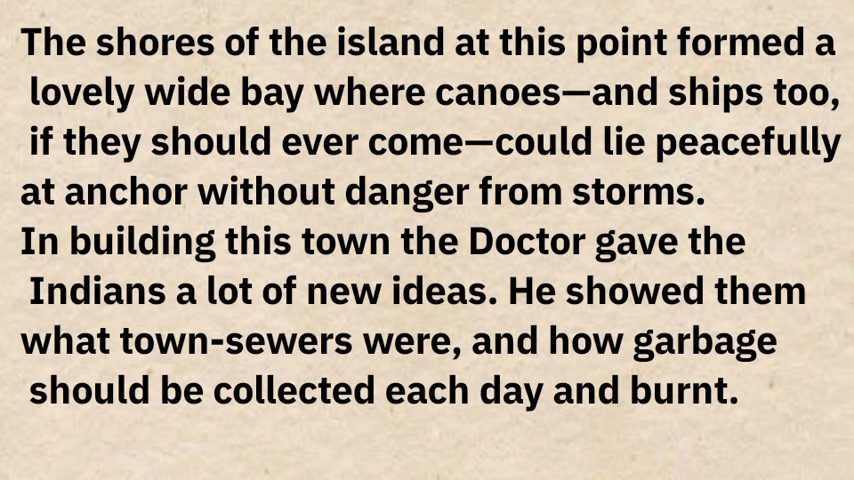 The shores of the island at this point formed a
lovely wide bay where canoes—and ships too,
if they should ever come—could lie peacefully
at anchor without danger from storms.
In building this town the Doctor gave the
Indians a lot of new ideas. He showed them
what town-sewers were, and how garbage
should be collected each day and burnt.